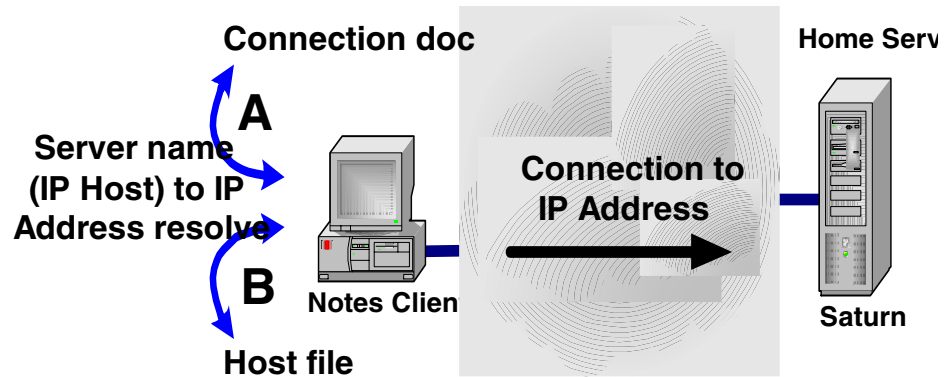 Connection doc
A
Server name
(IP Host) to IP
Address resolve
B
Host file
Notes Clien
Connection to
IP Address
Home Serv
Saturn